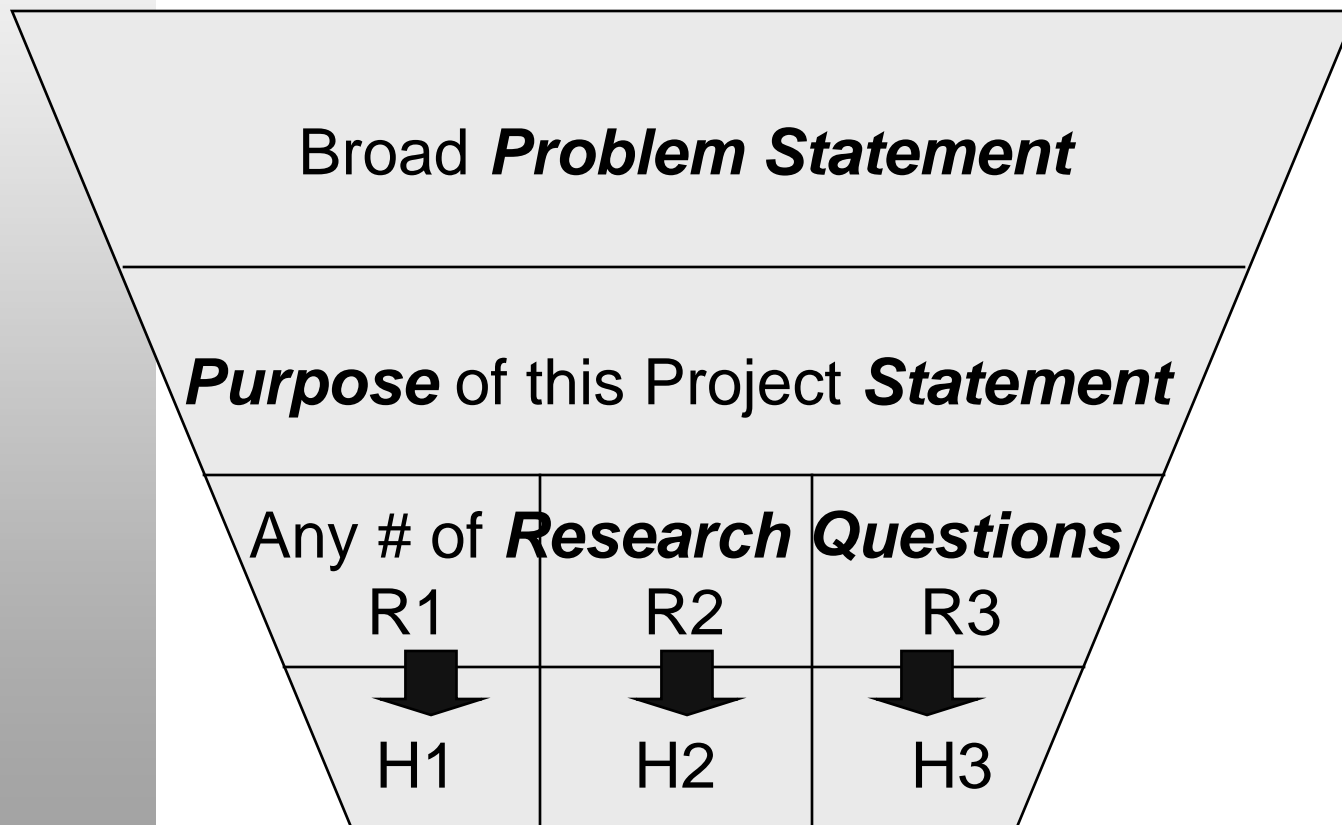 Broad Problem Statement
Purpose of this Project Statement
Any # of Research Questions
R1 R2 R3
H1 H2 H3